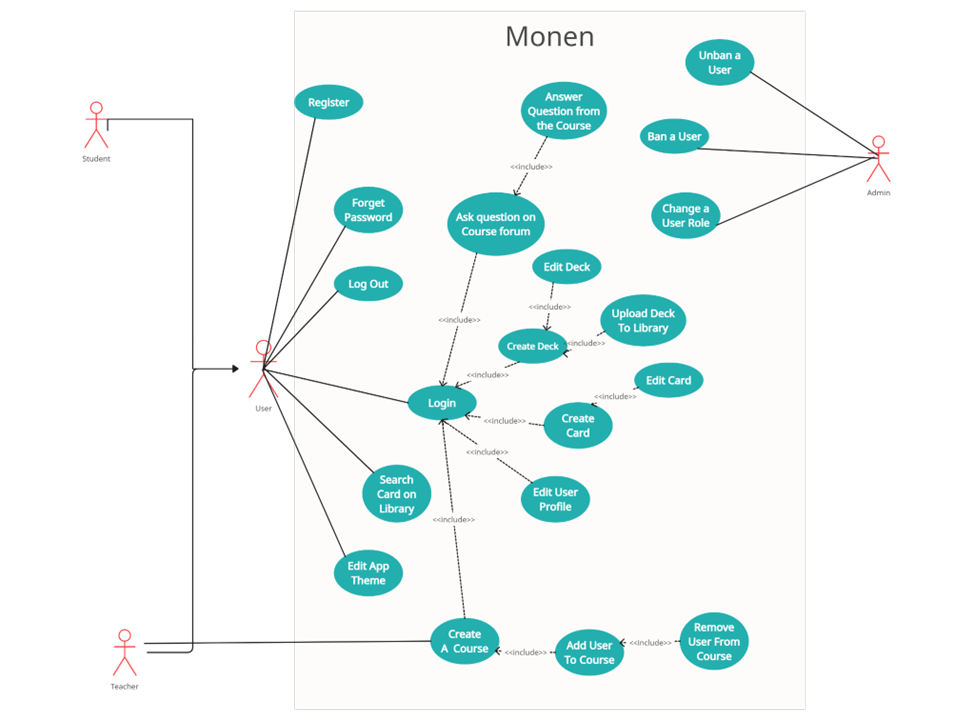 Monen
Unban a
User
Register
Answer
Question from
the Course
Student
Ban a User
<<include>>
Admin
Forget
Password
Change a
User Role
Ask question on
Course forum
Edit Deck
Log Out
<<include>>
Upload Deck
To Library
<<include>>
Create Deck
<<include>>
<<include>>
Edit Card
<<include>>
User
Login
<<include>>
Create
Card
<<include>>
Search
Card on
Library
Edit User
Profile
<<include>>
Edit App
Theme
Create
A Course
<<include>>
Add User
To Course
<<include>>
Remove
User From
Course
Teacher